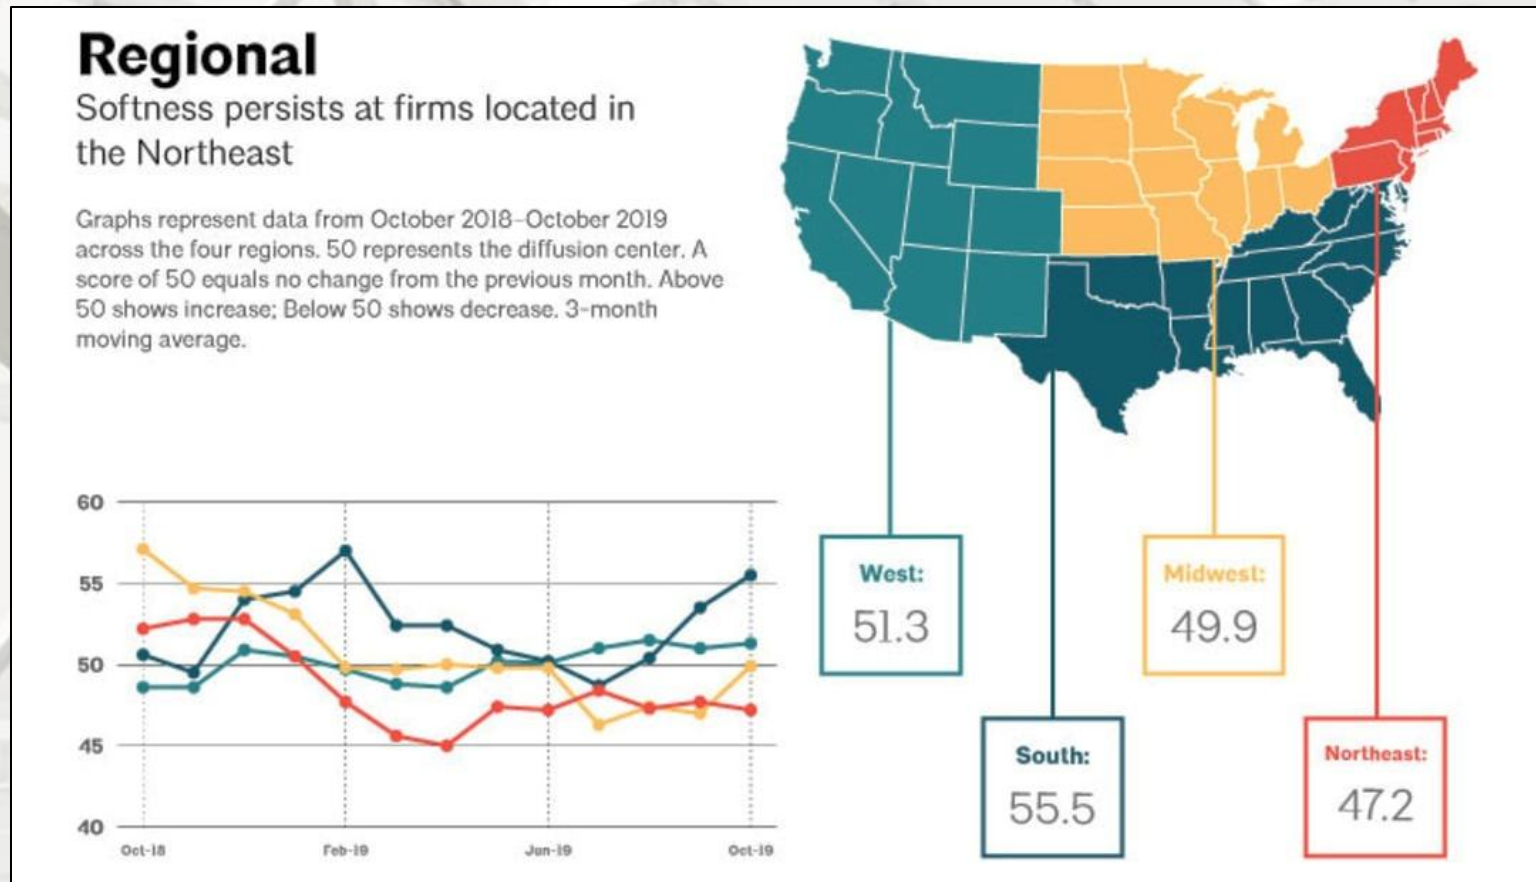 Regional
Softness persists at firms located in
the Northeast
Graphs represent data from October 2018–October 2019
across the four regions. 50 represents the diffusion center. A
score of 50 equals no change from the previous month. Above
50 shows increase; Below 50 shows decrease. 3-month
moving average.
60
55
50
45
40
Oct-18
Feb-19
Jun-19
Oct-19
West:
51.3
Midwest:
49.9
South:
55.5
Northeast:
47.2